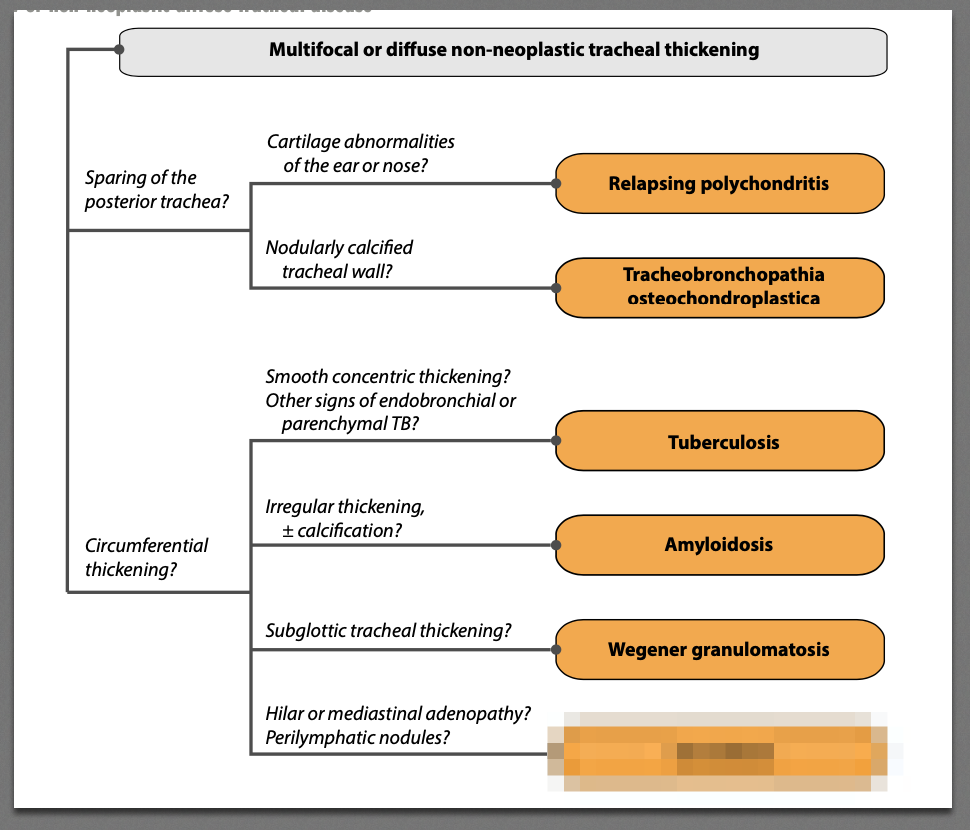 Multifocal or diffuse non-neoplastic tracheal thickening
Cartilage abnormalities
of the ear or nose?
Sparing of the
posterior trachea?
Relapsing polychondritis
Nodularly calcified
tracheal wall?
Tracheobronchopathia
osteochondroplastica
Smooth concentric thickening?
Other signs of endobronchial or
parenchymal TB?
Tuberculosis
Irregular thickening,
± calcification?
Amyloidosis
Circumferential
thickening?
Subglottic tracheal thickening?
Wegener granulomatosis
Hilar or mediastinal adenopathy?
Perilymphatic nodules?